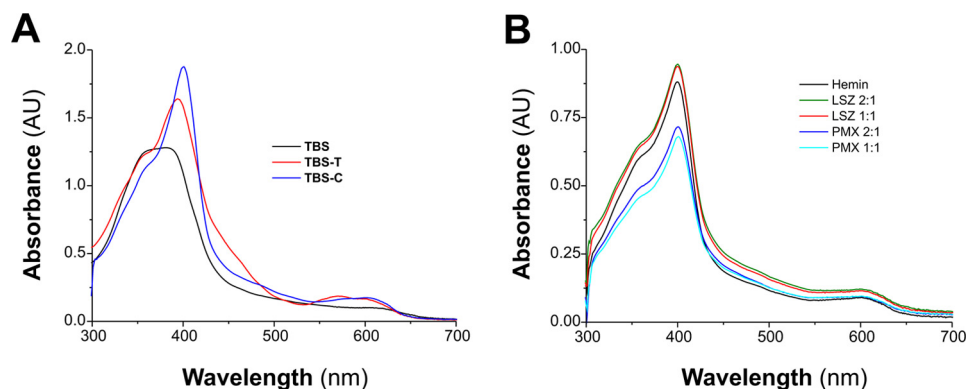 A
2.0
1.5
1.0
0.5
0.0
Absorbance (AU)
TBS
TBS-T
TBS-C
300
400
500
600
700
Wavelength (nm)
B
1.00
0.75
0.50
0.25
0.00
Absorbance (AU)
Hemin
LSZ 2:1
LSZ 1:1
PMX 2:1
PMX 1:1
300
400
500
600
700
Wavelength (nm)